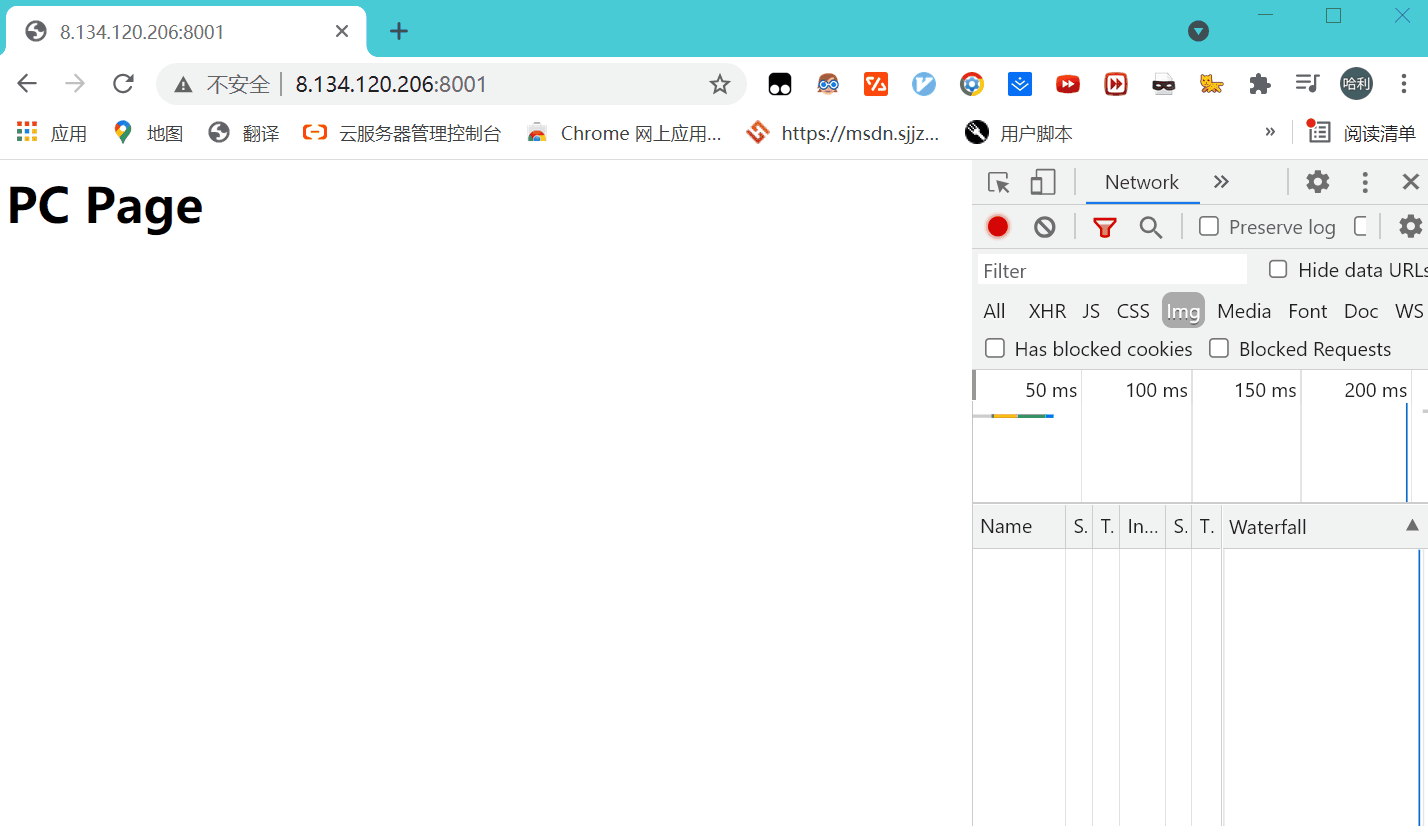 8.134.120.206:8001
不安全 8.134.120.206:8001
哈利
应用 地图 翻译 云服务器管理控制台 Chrome 网上应用... https://msdn.sjjz... 用户脚本 » 阅读清单
PC Page
Network
Preserve log
Filter Hide data URLs
All XHR JS CSS Img Media Font Doc WS
Has blocked cookies Blocked Requests
50 ms 100 ms 150 ms 200 ms
Name S. T. In... S. T. Waterfall